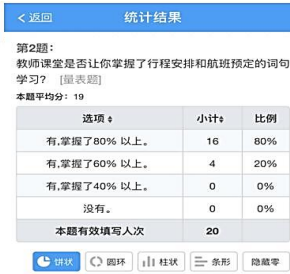 返回 统计结果
第2题:
教师课堂是否让你掌握了行程安排和航班预定的词句
学习? [量表题]
本题平均分: 19
选项 小计 比例
有,掌握了80% 以上。 16 80%
有,掌握了60% 以上。 4 20%
有,掌握了40% 以上。 0 0%
没有。 0 0%
本题有效填写人次 20
饼状 圆环 柱状 条形 隐藏零